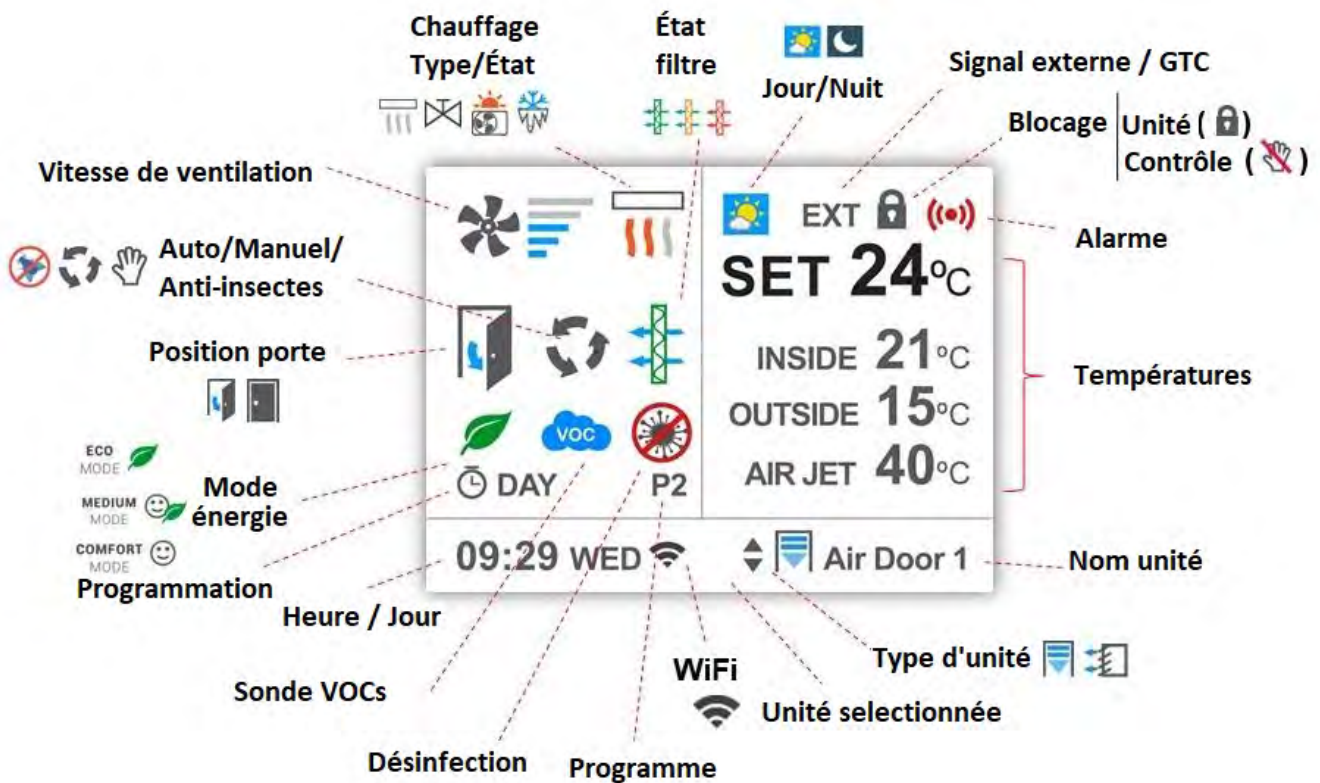 Chauffage
Type/État
État
filtre
Jour/Nuit
Signal externe / GTC
Blocage
Unité ( )
Contrôle ( )
Vitesse de ventilation
Auto/Manuel/
Anti-insectes
Position porte
ECO
MODE
MEDIUM
MODE
COMFORT
MODE
Mode
énergie
Programmation
Heure / Jour
Sonde VOCs
Désinfection
Programme
WiFi
Unité selectionnée
Type d'unité
Nom unité
Températures
Alarme
EXT
SET 24°C
INSIDE 21°C
OUTSIDE 15°C
AIR JET 40°C
VOC
DAY
P2
09:29 WED
Air Door 1